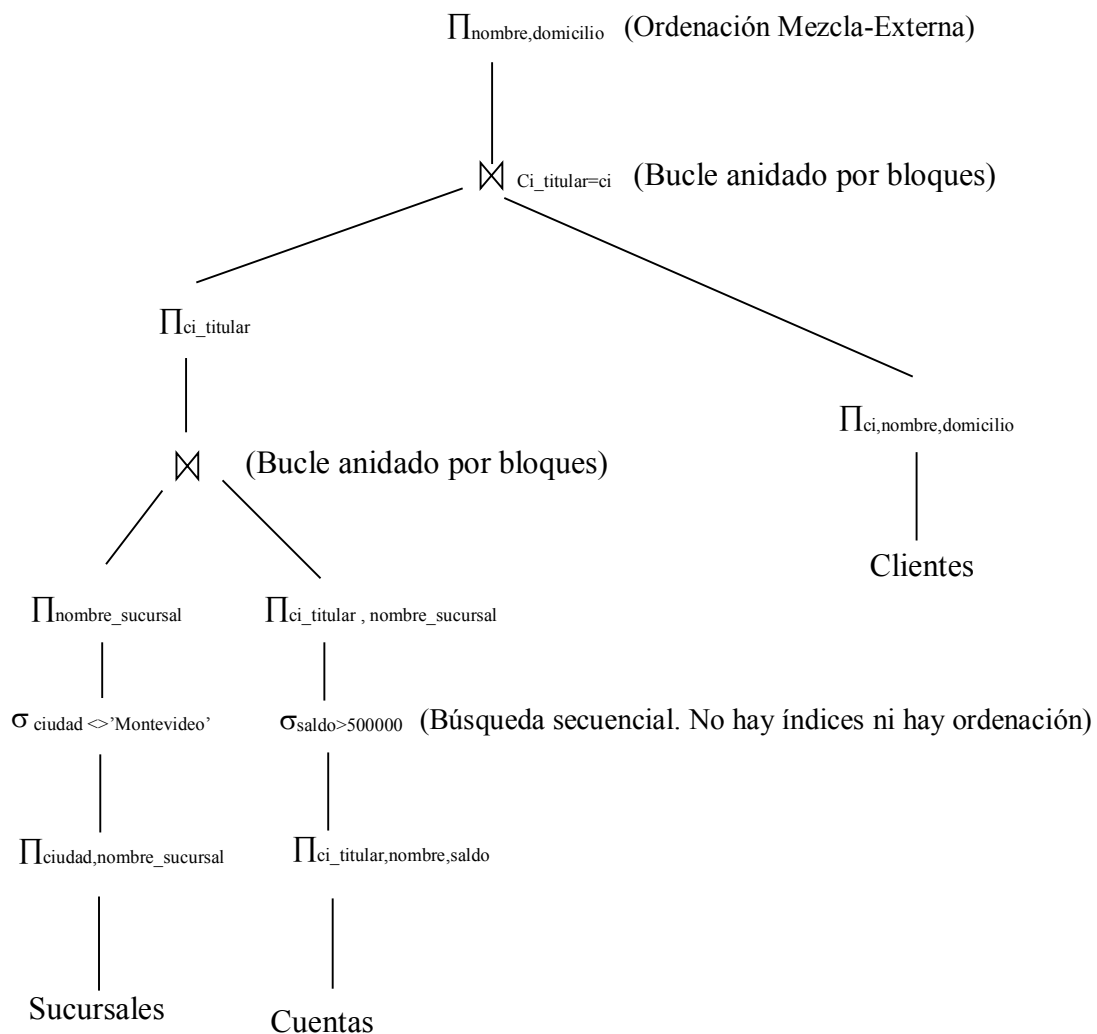 ∏nombre,domicilio (Ordenación Mezcla-Externa)
⋈ Ci_titular=ci (Bucle anidado por bloques)
∏ci_titular
∏ci,nombre,domicilio
⋈ (Bucle anidado por bloques)
Clientes
∏nombre_sucursal ∏ci_titular , nombre_sucursal
σ ciudad <>’Montevideo’ σsaldo>500000 (Búsqueda secuencial. No hay índices ni hay ordenación)
∏ciudad,nombre_sucursal ∏ci_titular,nombre,saldo
Sucursales
Cuentas